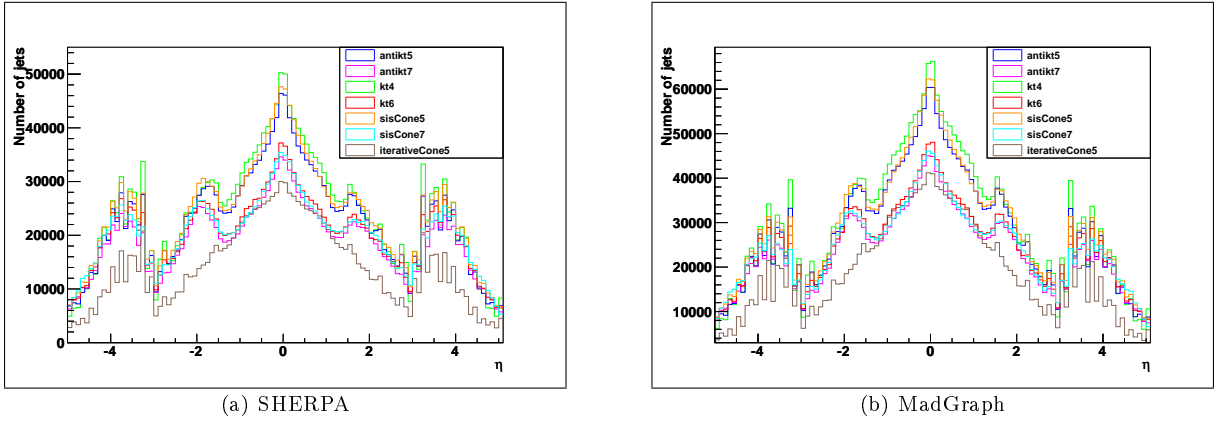 Number of jets
50000
40000
30000
20000
10000
0
-4
-2
0
2
4
η
antikt5
antikt7
kt4
kt6
sisCone5
sisCone7
iterativeCone5
(a) SHERPA
Number of jets
60000
50000
40000
30000
20000
10000
-4
-2
0
2
4
η
antikt5
antikt7
kt4
kt6
sisCone5
sisCone7
iterativeCone5
(b) MadGraph